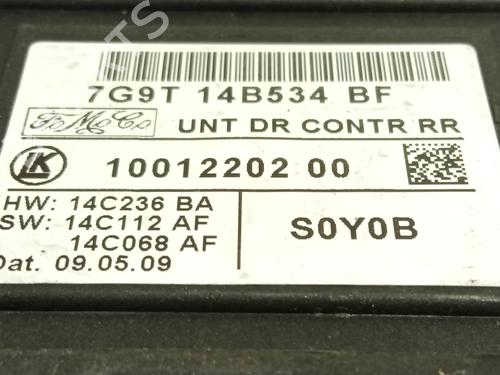 7G9T 14B534 BF
FoMoCo UNT DR CONTR RR
LK 10012202 00
HW: 14C236 BA
SW: 14C112 AF S0Y0B
14C068 AF
Dat. 09.05.09